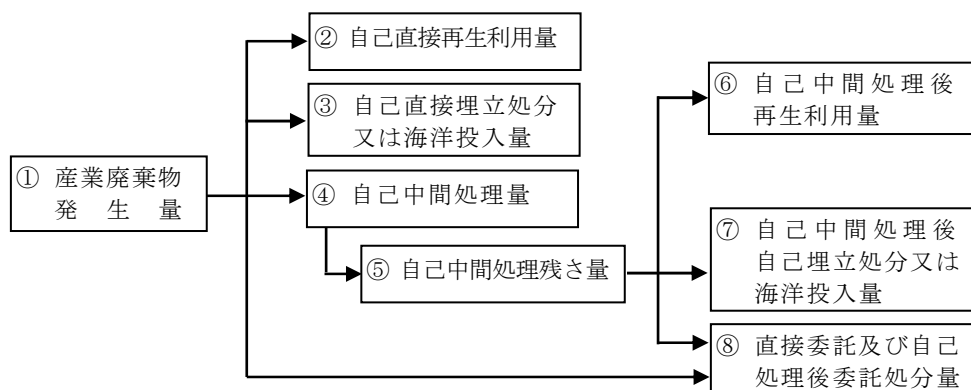 ② 自己直接再生利用量
③ 自己直接埋立処分
又は海洋投入量
① 産業廃棄物
発生量
④ 自己中間処理量
⑤ 自己中間処理残さ量
⑥ 自己中間処理後
再生利用量
⑦ 自己中間処理後
自己埋立処分又は
海洋投入量
⑧ 直接委託及び自己
処理後委託処分量